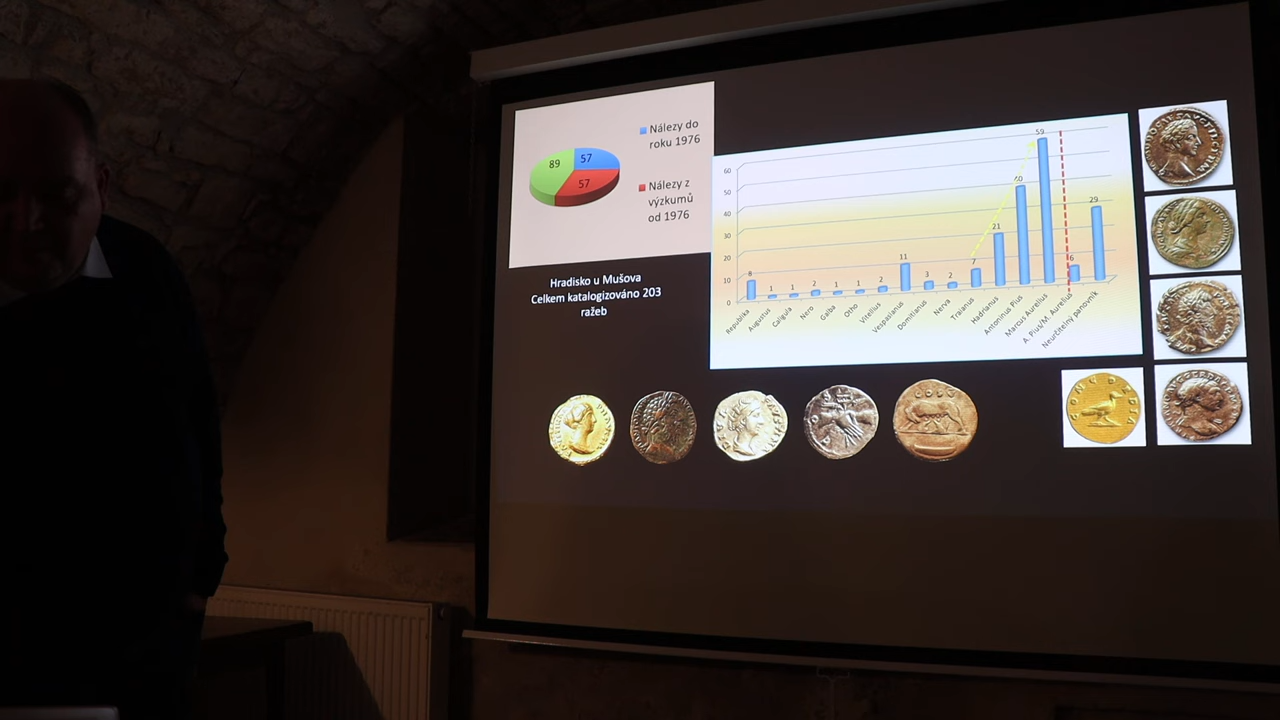 89
57
57
Nálezy do
roku 1976
Nálezy z
výzkumů
od 1976
Hradisko u Mušova
Celkem katalogizováno 203
ražeb
60
50
40
30
20
10
0
8
1
1
2
1
1
2
11
3
2
7
21
40
59
6
29
Republika
Augustus
Caligula
Nero
Galba
Otho
Vitellius
Vespasianus
Domitianus
Nerva
Traianus
Hadrianus
Antoninus Pius
Marcus Aurelius
A. Pius/M. Aurelius
Neurčitelný panovník
CONCORDIA